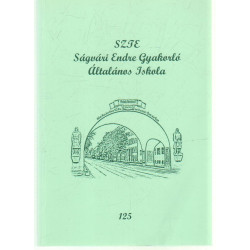 SZTE
Ságvári Endre Gyakorló
Általános Iskola
125